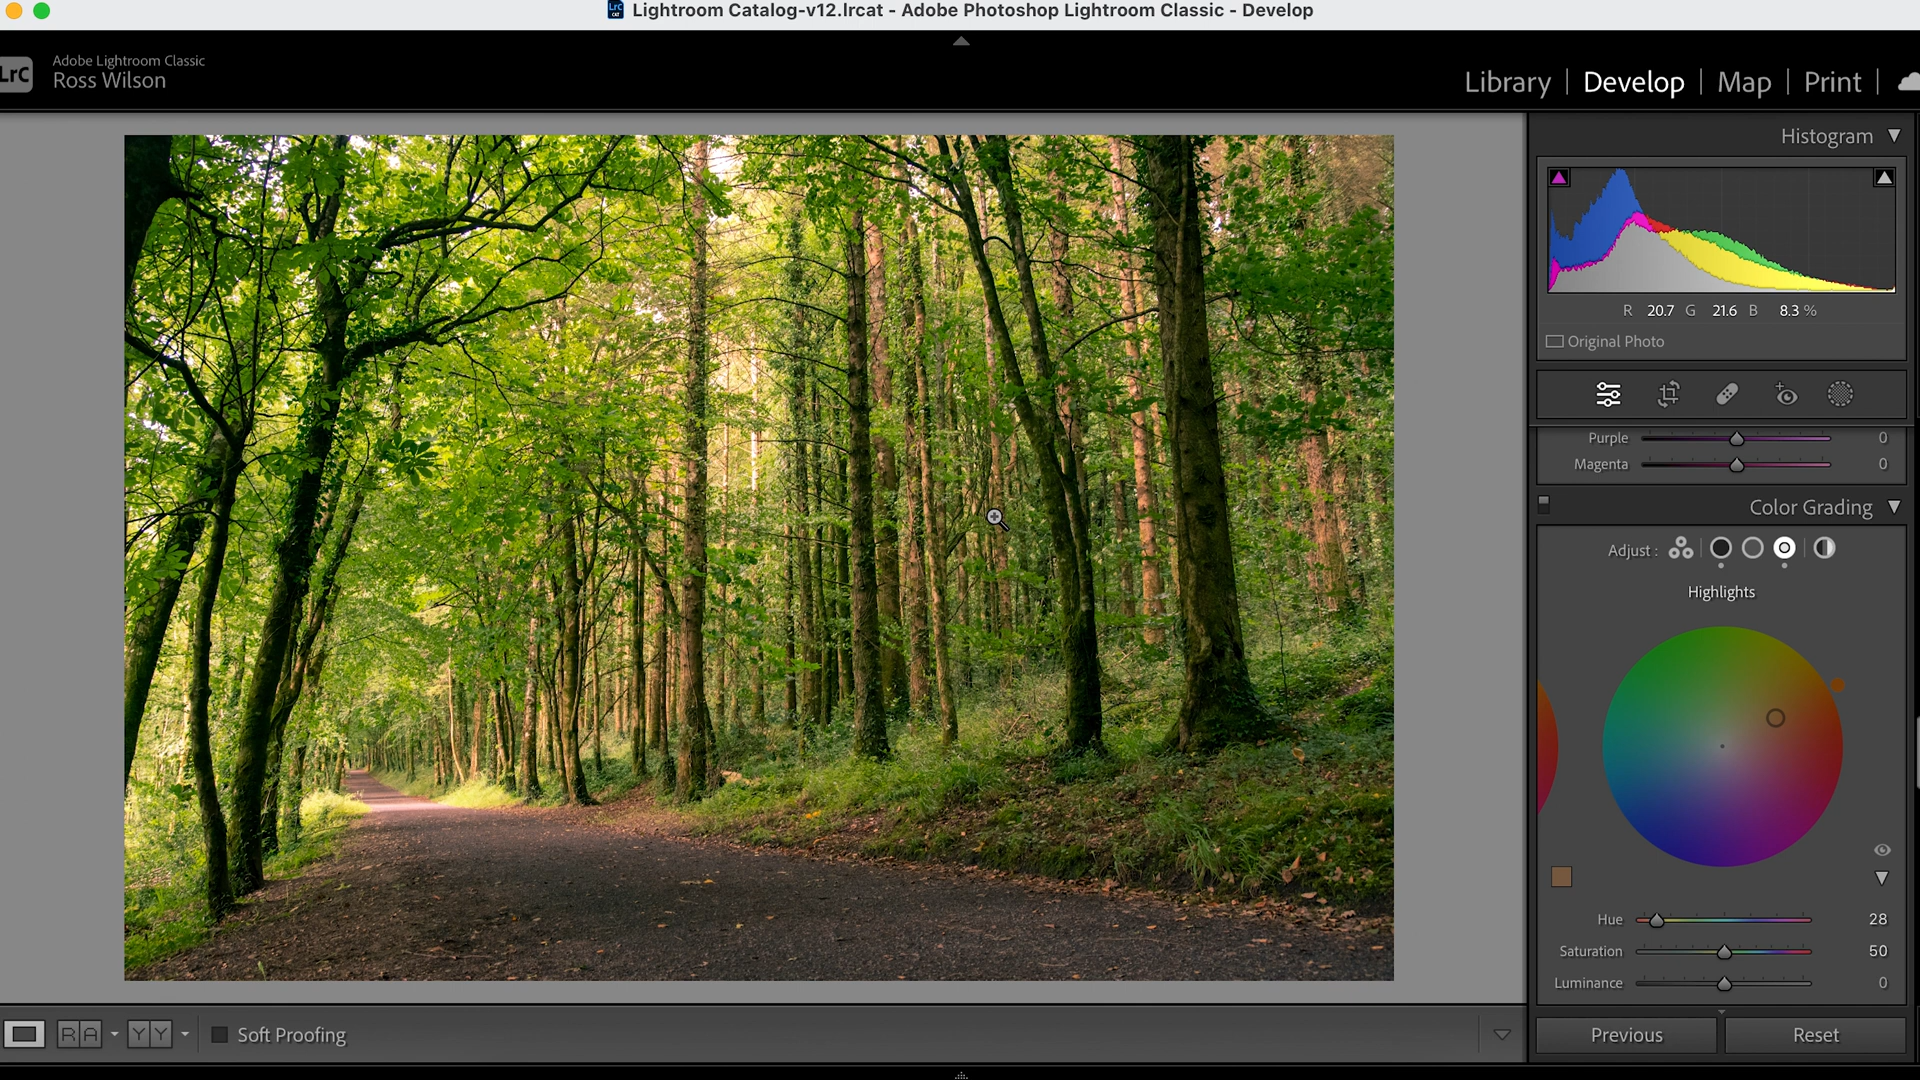 Lightroom Catalog-v12.lrcat - Adobe Photoshop Lightroom Classic - Develop
LrC
Adobe Lightroom Classic
Ross Wilson
Library | Develop | Map | Print |
Histogram
R 20.7 G 21.6 B 8.3 %
Original Photo
Purple 0
Magenta 0
Color Grading
Adjust :
Highlights
Hue 28
Saturation 50
Luminance 0
R A Y Y Soft Proofing
Previous Reset